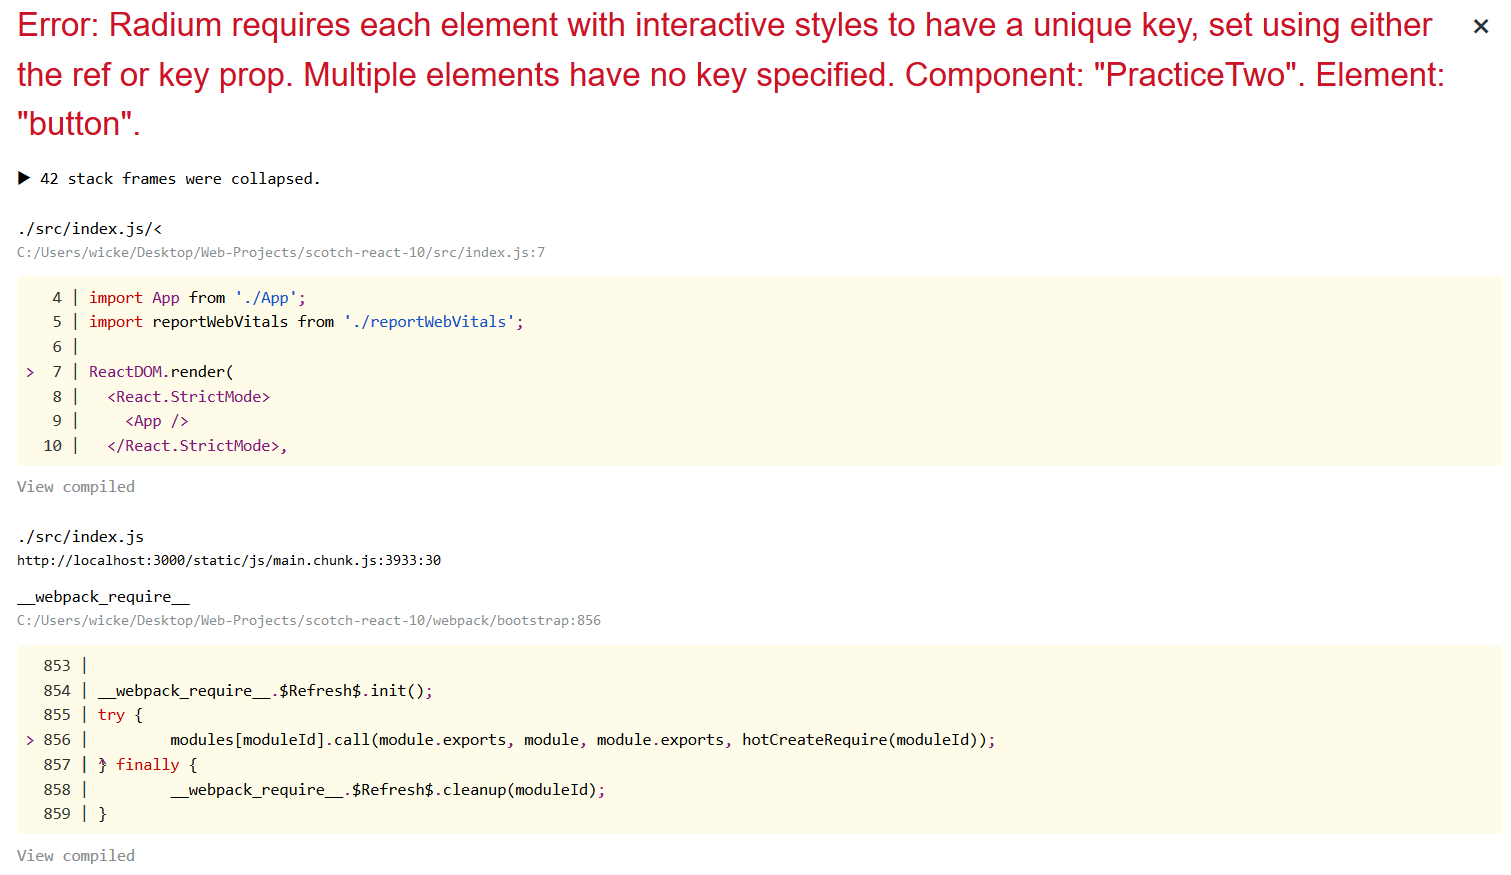 Error: Radium requires each element with interactive styles to have a unique key, set using either ×
the ref or key prop. Multiple elements have no key specified. Component: "PracticeTwo". Element:
"button".
▶ 42 stack frames were collapsed.
./src/index.js/<
C:/Users/wicke/Desktop/Web-Projects/scotch-react-10/src/index.js:7
4 | import App from './App';
5 | import reportWebVitals from './reportWebVitals';
6 |
> 7 | ReactDOM.render(
8 |   <React.StrictMode>
9 |     <App />
10 |   </React.StrictMode>,
View compiled
./src/index.js
http://localhost:3000/static/js/main.chunk.js:3933:30
__webpack_require__
C:/Users/wicke/Desktop/Web-Projects/scotch-react-10/webpack/bootstrap:856
853 |
854 | __webpack_require__.$Refresh$.init();
855 | try {
> 856 |         modules[moduleId].call(module.exports, module, module.exports, hotCreateRequire(moduleId));
857 | } finally {
858 |         __webpack_require__.$Refresh$.cleanup(moduleId);
859 | }
View compiled